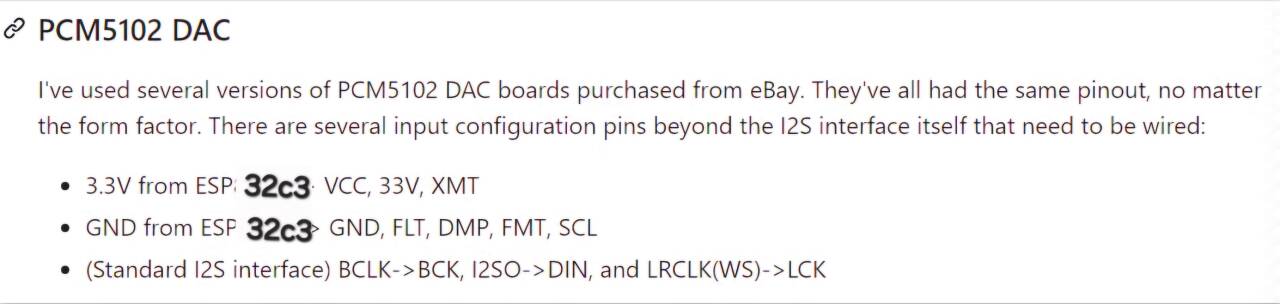 PCM5102 DAC
I've used several versions of PCM5102 DAC boards purchased from eBay. They've all had the same pinout, no matter
the form factor. There are several input configuration pins beyond the I2S interface itself that need to be wired:
• 3.3V from ESP 32c3 VCC, 33V, XMT
• GND from ESP 32c3> GND, FLT, DMP, FMT, SCL
• (Standard I2S interface) BCLK->BCK, I2SO->DIN, and LRCLK(WS)->LCK